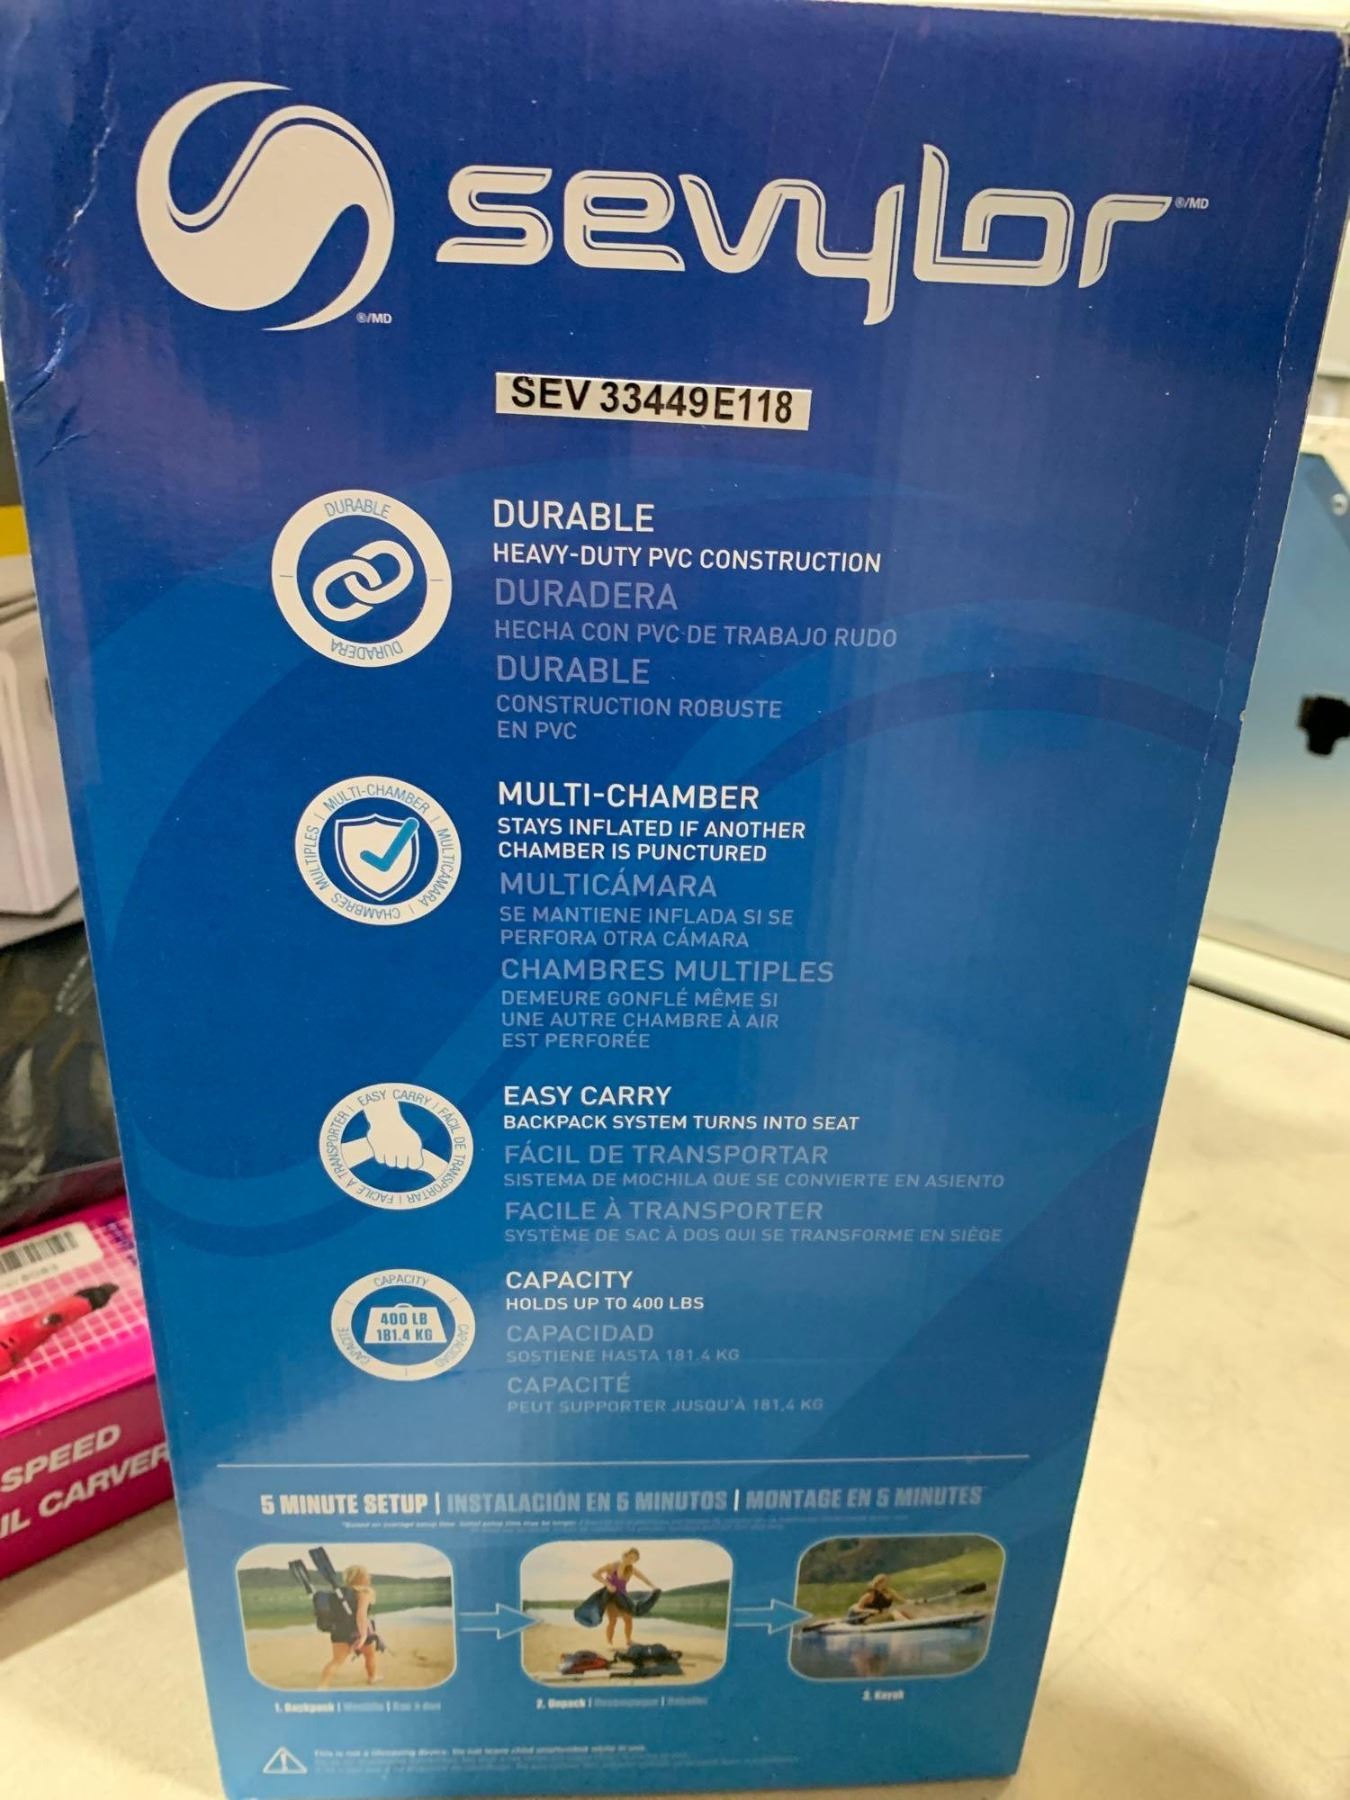 sevylor ®/MD
®/MD
SEV 33449E118
DURABLE
DURADERA
DURABLE
HEAVY-DUTY PVC CONSTRUCTION
DURADERA
HECHA CON PVC DE TRABAJO RUDO
DURABLE
CONSTRUCTION ROBUSTE
EN PVC
MULTI-CHAMBER | MULTICÁMARA | CHAMBRES MULTIPLES |
MULTI-CHAMBER
STAYS INFLATED IF ANOTHER
CHAMBER IS PUNCTURED
MULTICÁMARA
SE MANTIENE INFLADA SI SE
PERFORA OTRA CÁMARA
CHAMBRES MULTIPLES
DEMEURE GONFLÉ MÊME SI
UNE AUTRE CHAMBRE À AIR
EST PERFORÉE
EASY CARRY | FÁCIL DE TRANSPORTAR | FACILE À TRANSPORTER |
EASY CARRY
BACKPACK SYSTEM TURNS INTO SEAT
FÁCIL DE TRANSPORTAR
SISTEMA DE MOCHILA QUE SE CONVIERTE EN ASIENTO
FACILE À TRANSPORTER
SYSTÈME DE SAC À DOS QUI SE TRANSFORME EN SIÈGE
CAPACITY
CAPACIDAD
CAPACITÉ
400 LB
181.4 KG
CAPACITY
HOLDS UP TO 400 LBS
CAPACIDAD
SOSTIENE HASTA 181.4 KG
CAPACITÉ
PEUT SUPPORTER JUSQU'À 181,4 KG
5 MINUTE SETUP | INSTALACIÓN EN 5 MINUTOS | MONTAGE EN 5 MINUTES
1. Backpack | Mochila | Sac à dos
2. Unpack |
3. Kayak
SPEED
IL CARVER